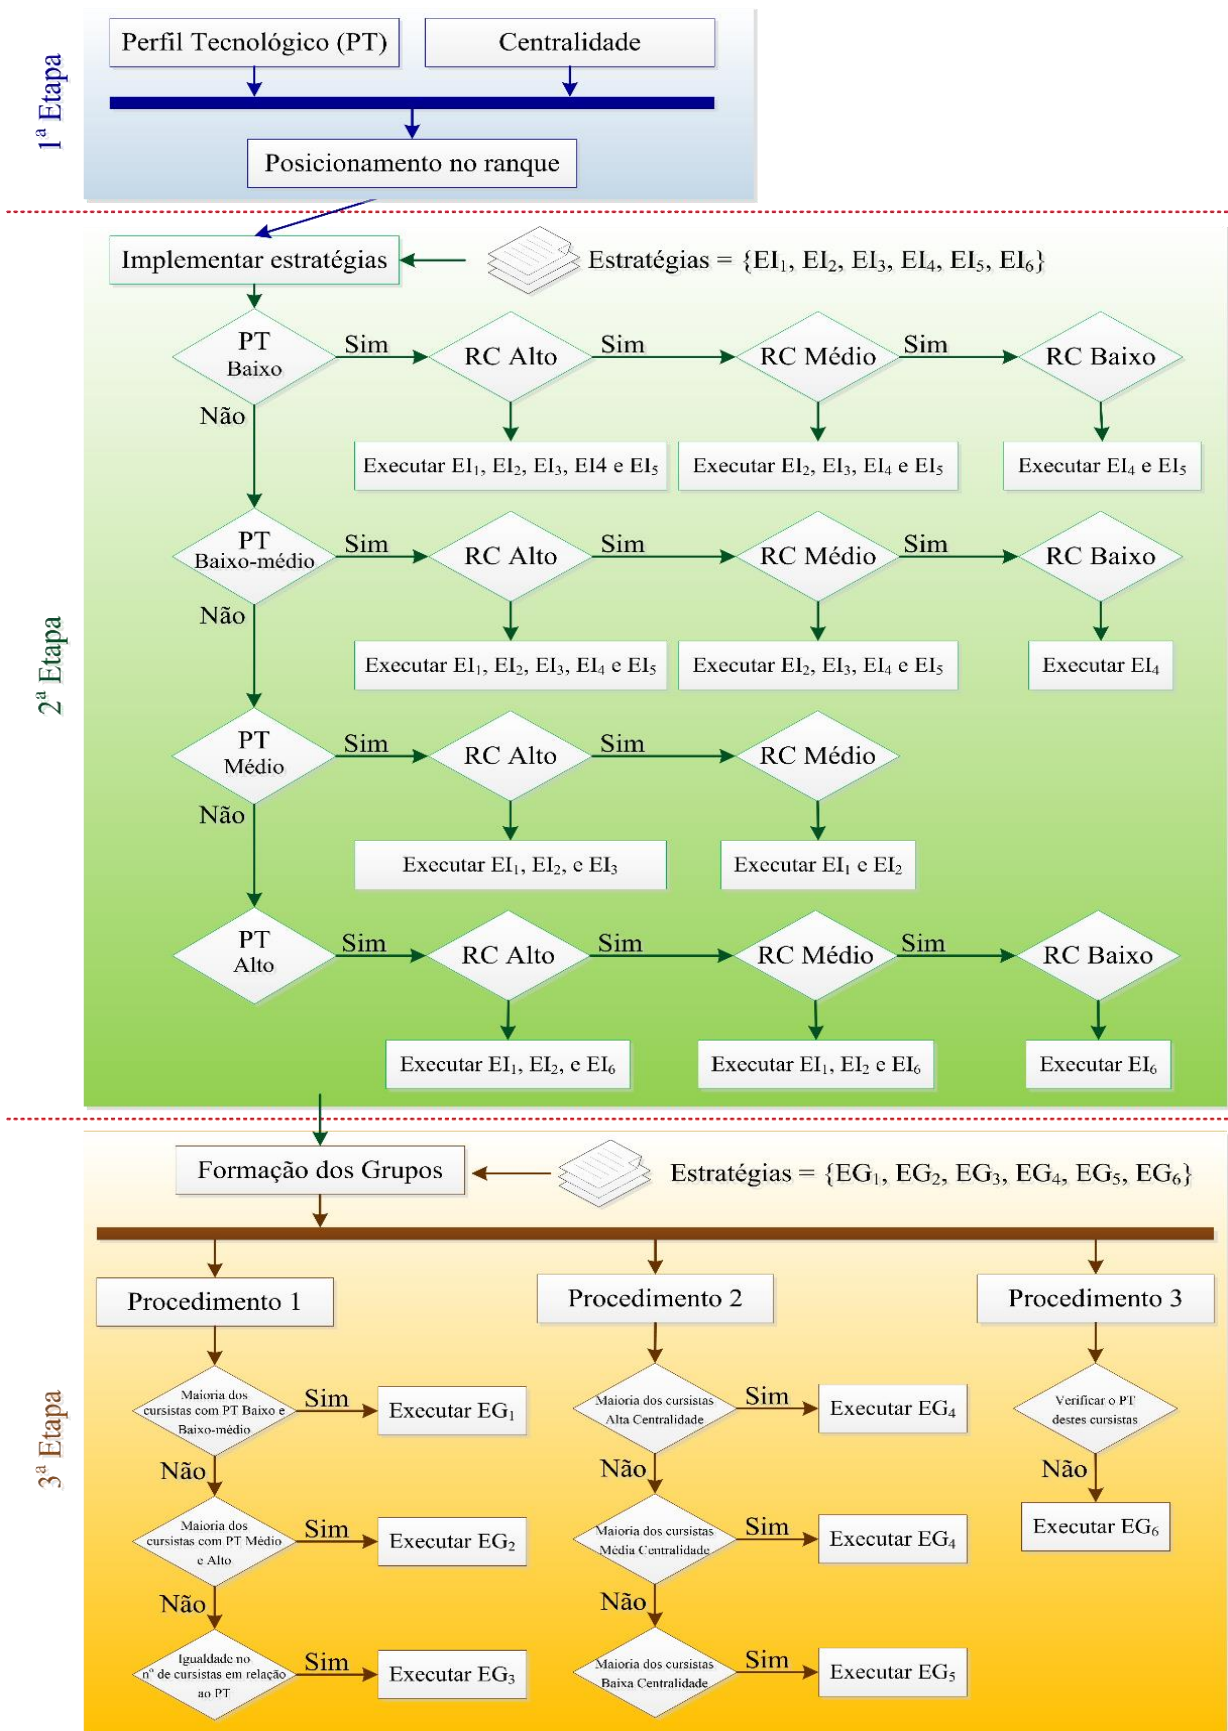 1ª Etapa
Perfil Tecnológico (PT)
Centralidade
Posicionamento no ranque
2ª Etapa
Implementar estratégias
Estratégias = {EI₁, EI₂, EI₃, EI₄, EI₅, EI₆}
PT
Baixo
Sim
RC Alto
Sim
RC Médio
Sim
RC Baixo
Não
Executar EI₁, EI₂, EI₃, EI4 e EI₅
Executar EI₂, EI₃, EI₄ e EI₅
Executar EI₄ e EI₅
PT
Baixo-médio
Sim
RC Alto
Sim
RC Médio
Sim
RC Baixo
Não
Executar EI₁, EI₂, EI₃, EI₄ e EI₅
Executar EI₂, EI₃, EI₄ e EI₅
Executar EI₄
PT
Médio
Sim
RC Alto
Sim
RC Médio
Não
Executar EI₁, EI₂, e EI₃
Executar EI₁ e EI₂
PT
Alto
Sim
RC Alto
Sim
RC Médio
Sim
RC Baixo
Executar EI₁, EI₂, e EI₆
Executar EI₁, EI₂ e EI₆
Executar EI₆
3ª Etapa
Formação dos Grupos
Estratégias = {EG₁, EG₂, EG₃, EG₄, EG₅, EG₆}
Procedimento 1
Maioria dos
cursistas com PT Baixo e
Baixo-médio
Sim
Executar EG₁
Não
Maioria dos
cursistas com PT Médio
e Alto
Sim
Executar EG₂
Não
Igualdade no
nº de cursistas em relação
ao PT
Sim
Executar EG₃
Procedimento 2
Maioria dos cursistas
Alta Centralidade
Sim
Executar EG₄
Não
Maioria dos cursistas
Média Centralidade
Sim
Executar EG₄
Não
Maioria dos cursistas
Baixa Centralidade
Sim
Executar EG₅
Procedimento 3
Verificar o PT
destes cursistas
Não
Executar EG₆